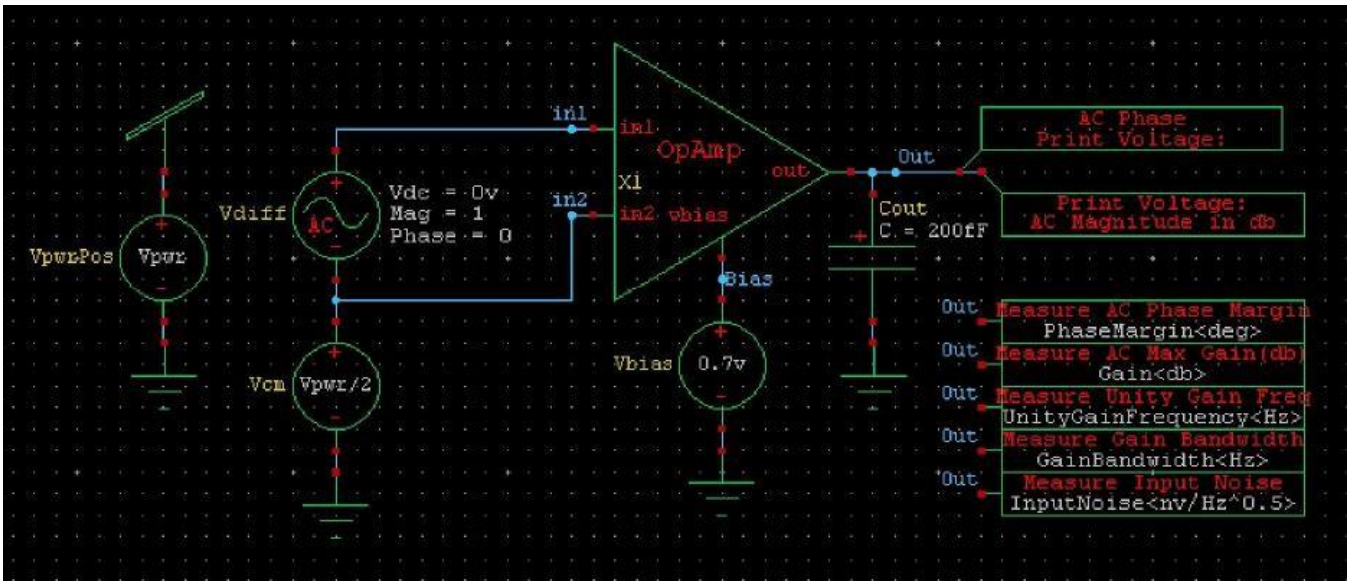 VpwrPos
Vpwr
Vdiff
AC
Vdc = 0v
Mag = 1
Phase = 0
Vcm
Vpwr/2
in1
in1
OpAmp
X1
in2
in2
vbias
out
Out
Bias
Vbias
0.7v
Cout
C = 200fF
AC Phase
Print Voltage:
Print Voltage:
AC Magnitude in db
Out
Measure AC Phase Margin
PhaseMargin<deg>
Out
Measure AC Max Gain(db)
Gain<db>
Out
Measure Unity Gain Freq
UnityGainFrequency<Hz>
Out
Measure Gain Bandwidth
GainBandwidth<Hz>
Out
Measure Input Noise
InputNoise<nv/Hz^0.5>